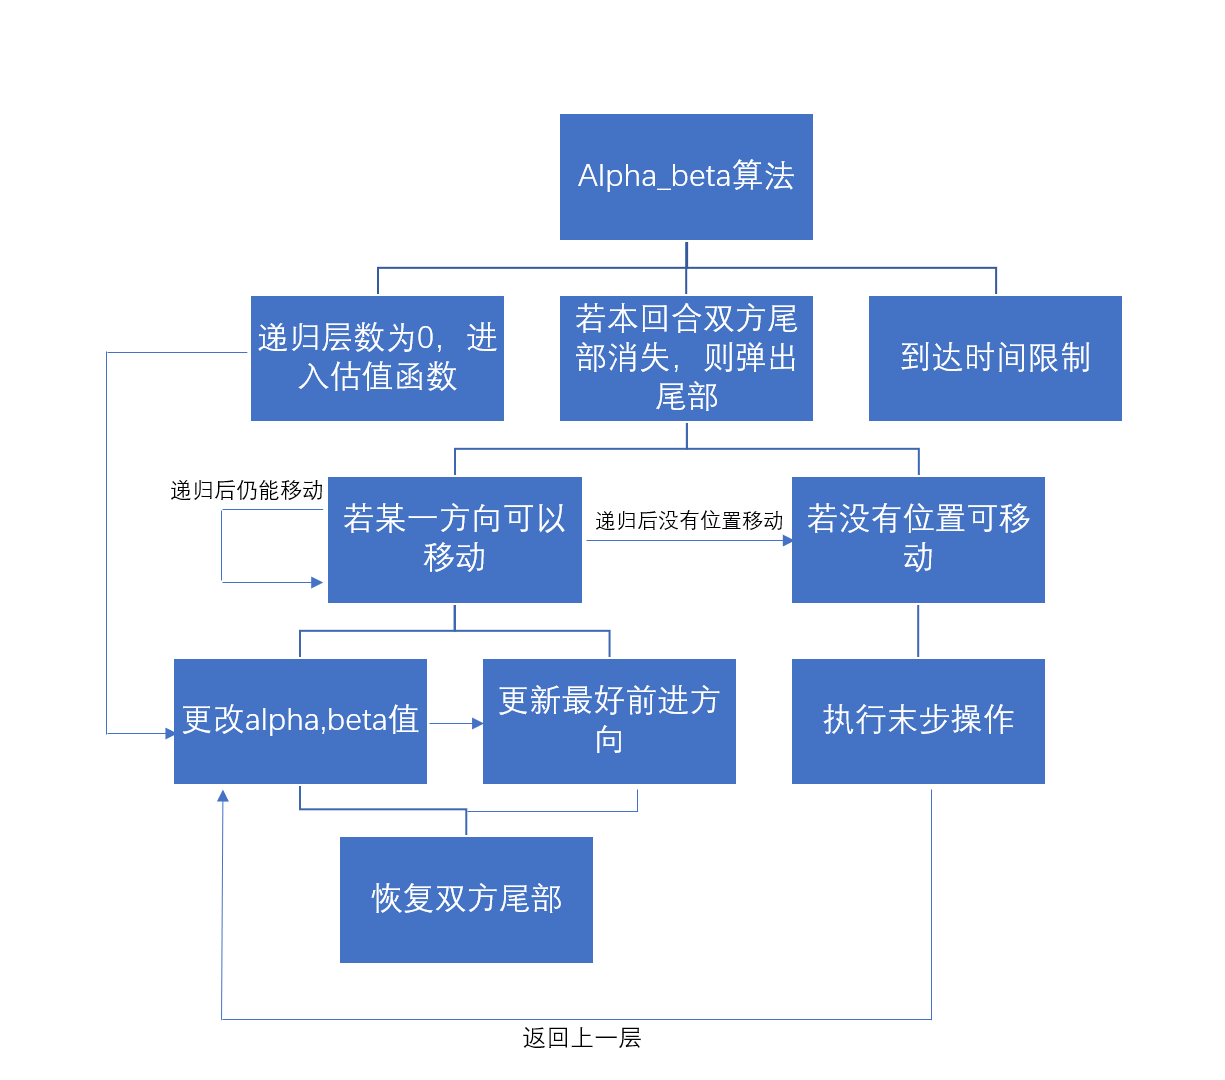 Alpha_beta算法
递归层数为0，进
入估值函数
若本回合双方尾
部消失，则弹出
尾部
到达时间限制
递归后仍能移动
若某一方向可以
移动
递归后没有位置移动
若没有位置可移
动
更改alpha,beta值
更新最好前进方
向
执行末步操作
恢复双方尾部
返回上一层